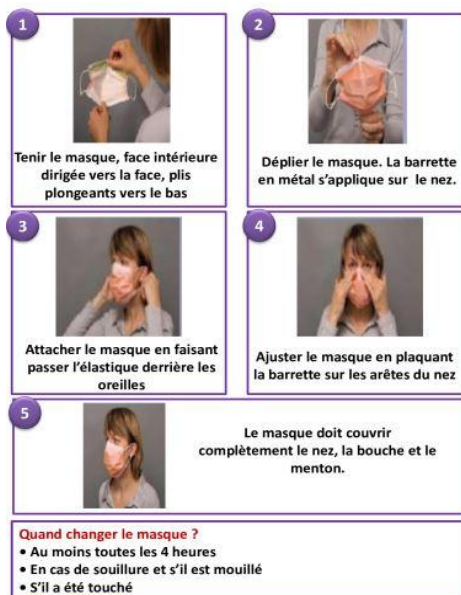 1
Tenir le masque, face intérieure
dirigée vers la face, plis
plongeants vers le bas
2
Déplier le masque. La barrette
en métal s’applique sur le nez.
3
Attacher le masque en faisant
passer l’élastique derrière les
oreilles
4
Ajuster le masque en plaquant
la barrette sur les arêtes du nez
5
Le masque doit couvrir
complètement le nez, la bouche et le
menton.
Quand changer le masque ?
• Au moins toutes les 4 heures
• En cas de souillure et s’il est mouillé
• S’il a été touché